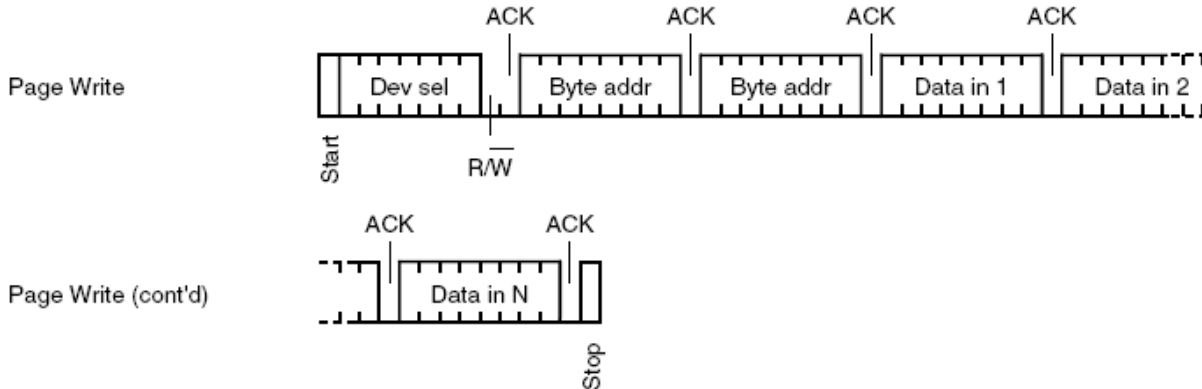 ACK ACK ACK ACK
Page Write Dev sel Byte addr Byte addr Data in 1 Data in 2
Start R/W̅
ACK ACK
Page Write (cont'd) Data in N
Stop